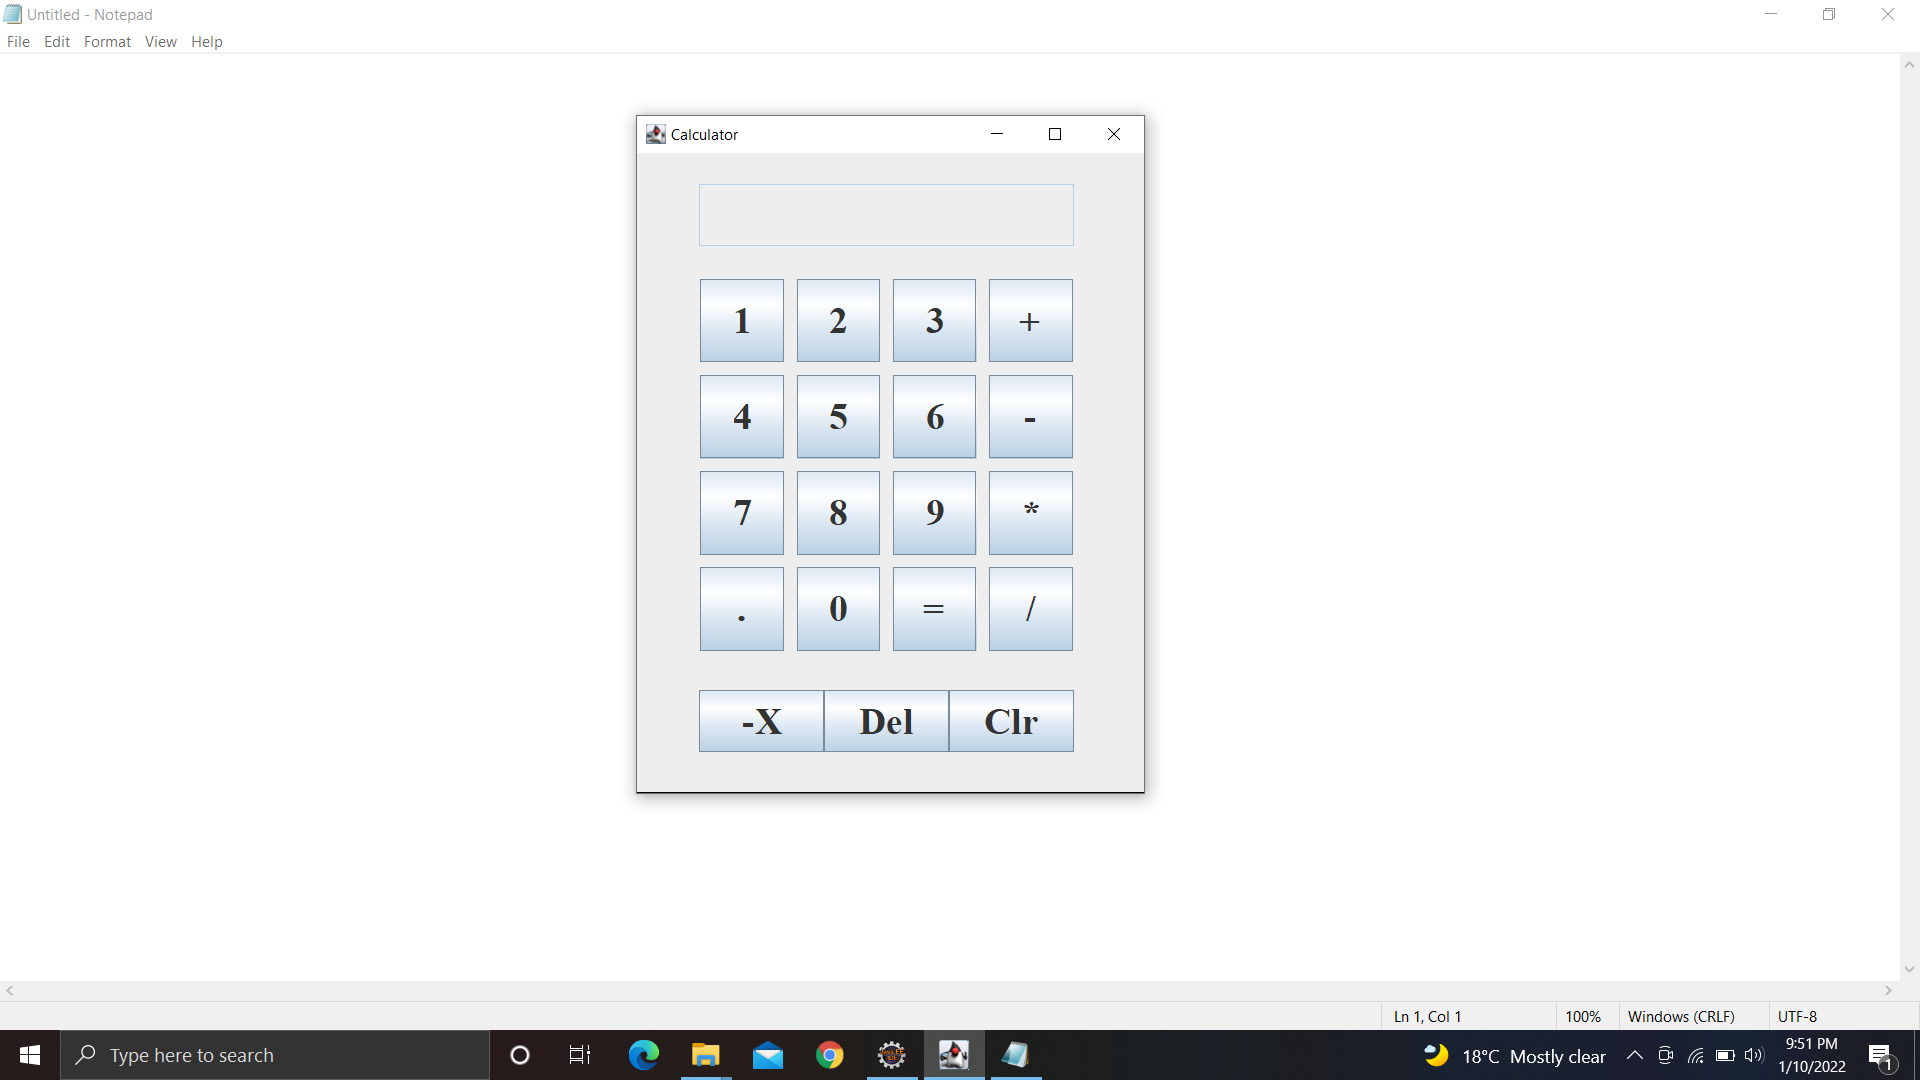 Untitled - Notepad
File Edit Format View Help
Calculator
1 2 3 +
4 5 6 -
7 8 9 *
. 0 = /
-X Del Clr
Ln 1, Col 1 100% Windows (CRLF) UTF-8
Type here to search
18°C Mostly clear
9:51 PM
1/10/2022
1